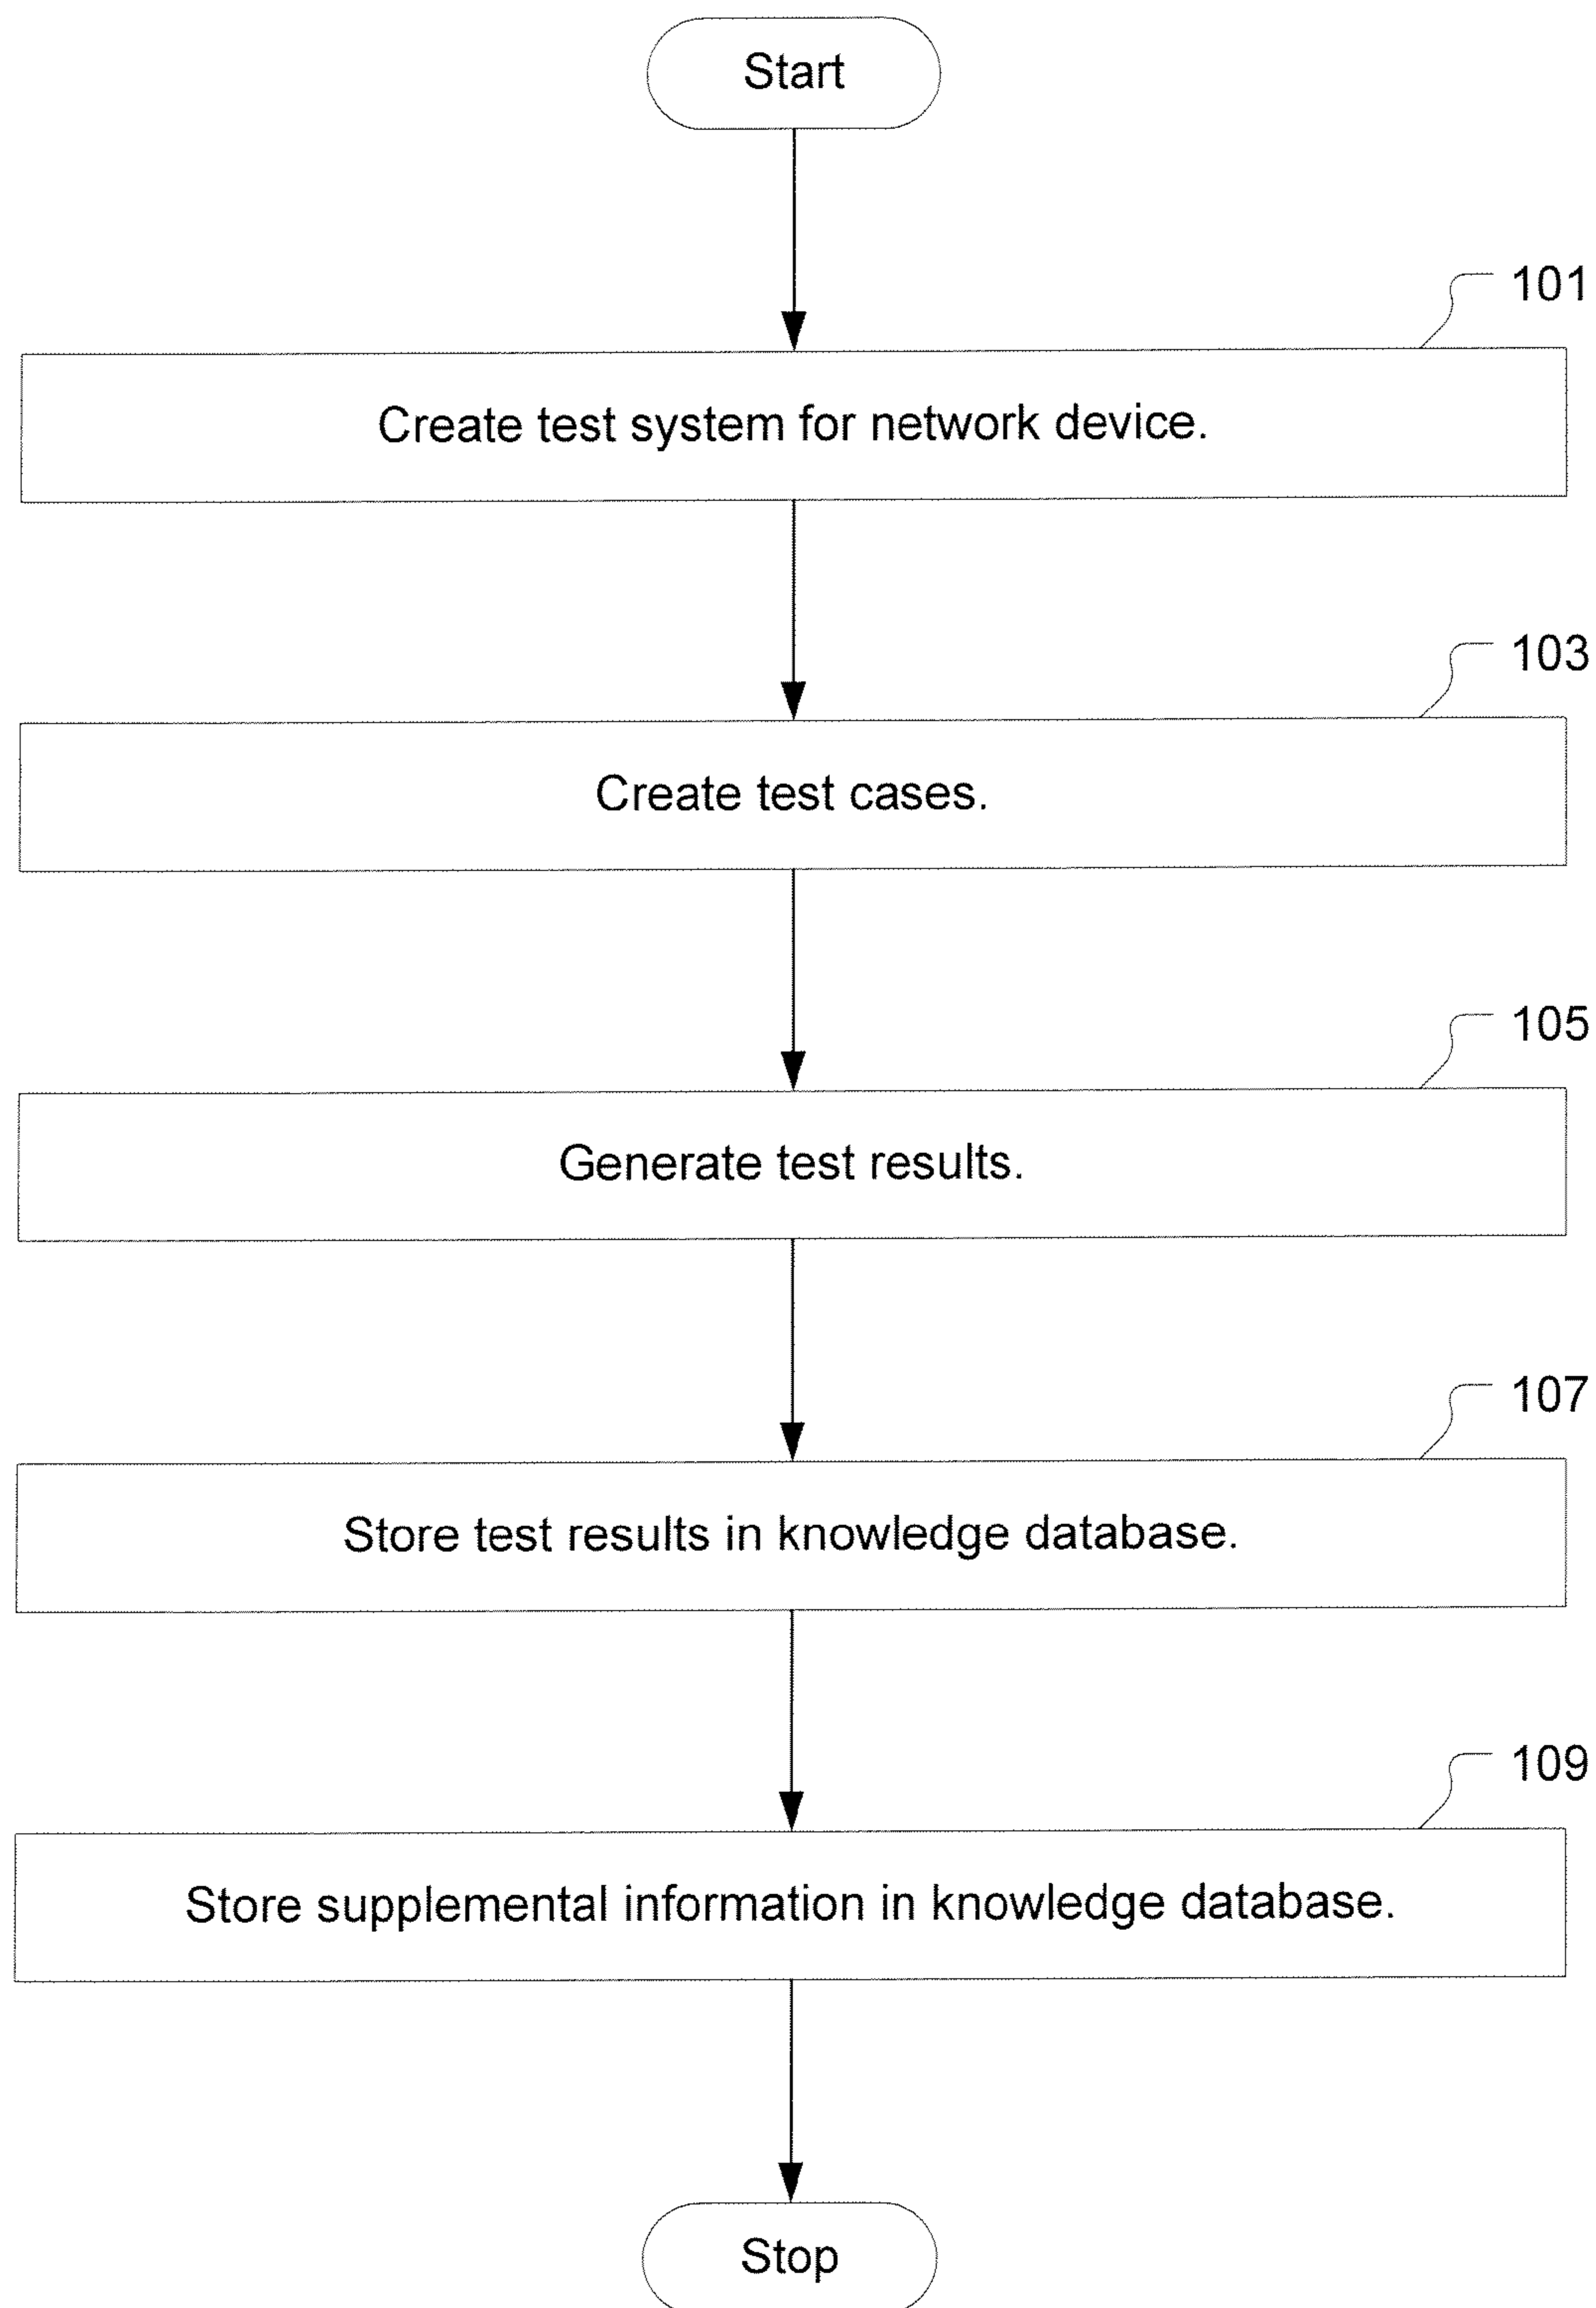 Start
101
Create test system for network device.
103
Create test cases.
105
Generate test results.
107
Store test results in knowledge database.
109
Store supplemental information in knowledge database.
Stop